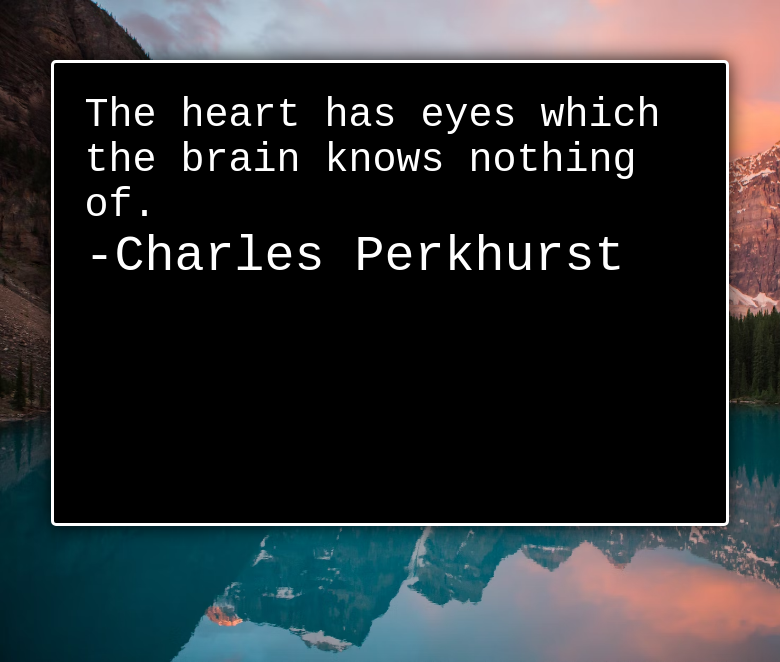 The heart has eyes which
the brain knows nothing
of.
-Charles Perkhurst